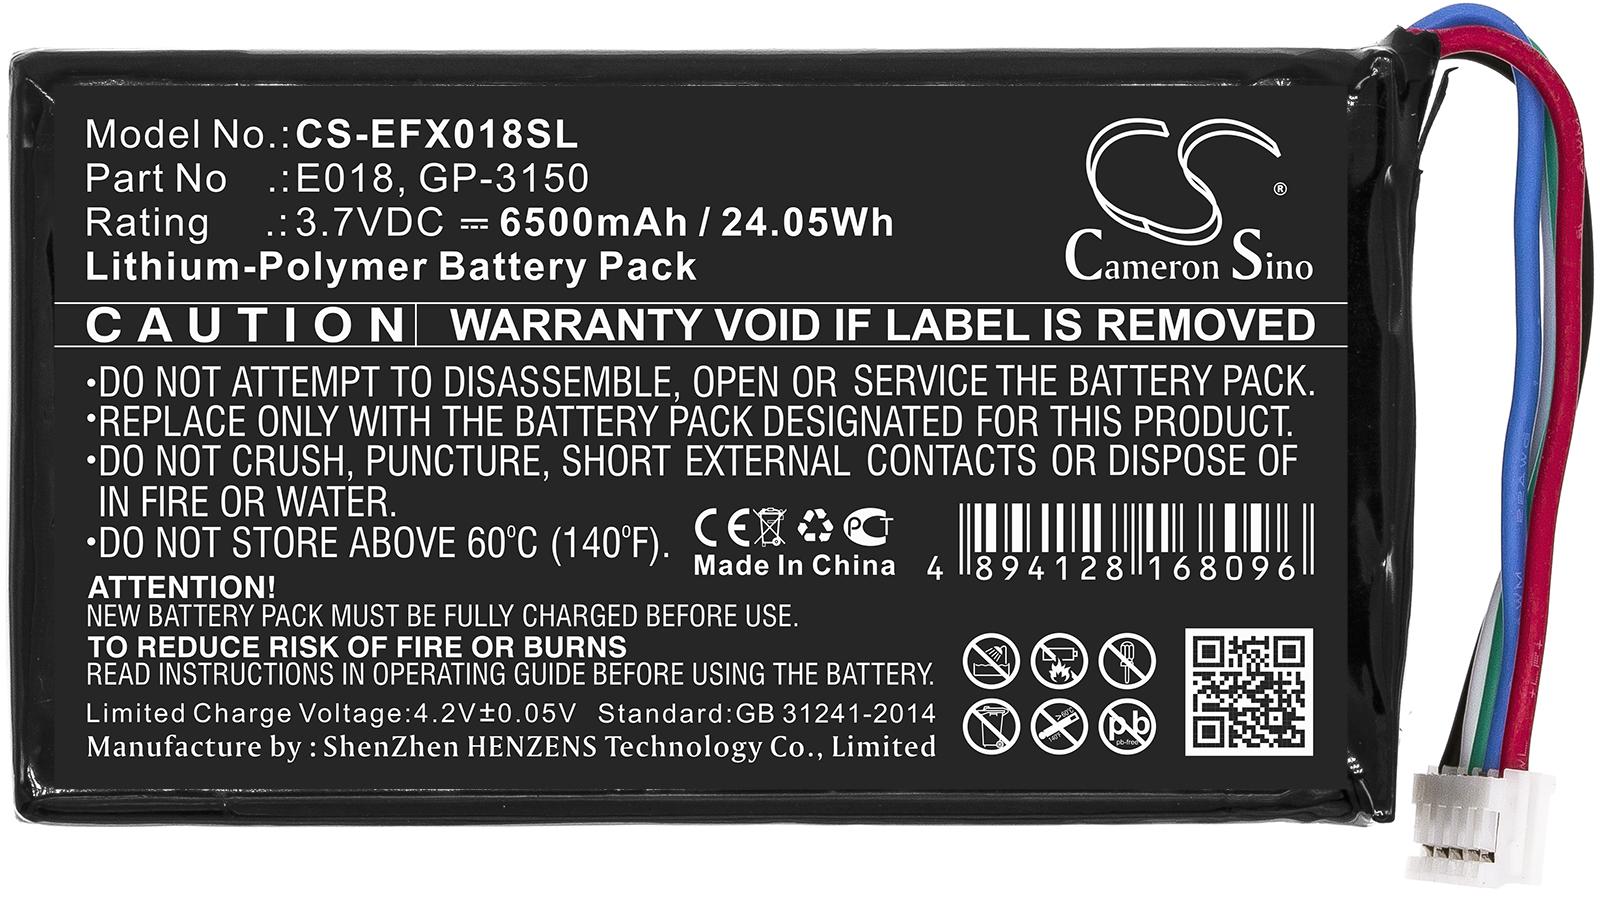 Model No.:CS-EFX018SL
Part No .:E018, GP-3150
Rating .:3.7VDC ⎓ 6500mAh / 24.05Wh
Lithium-Polymer Battery Pack
CS ®
Cameron Sino
CAUTION WARRANTY VOID IF LABEL IS REMOVED
•DO NOT ATTEMPT TO DISASSEMBLE, OPEN OR SERVICE THE BATTERY PACK.
•REPLACE ONLY WITH THE BATTERY PACK DESIGNATED FOR THIS PRODUCT.
•DO NOT CRUSH, PUNCTURE, SHORT EXTERNAL CONTACTS OR DISPOSE OF
IN FIRE OR WATER.
•DO NOT STORE ABOVE 60⁰C (140⁰F).
CE PCT
Made In China
4 894128 168096
ATTENTION!
NEW BATTERY PACK MUST BE FULLY CHARGED BEFORE USE.
TO REDUCE RISK OF FIRE OR BURNS
READ INSTRUCTIONS IN OPERATING GUIDE BEFORE USING THE BATTERY.
Limited Charge Voltage:4.2V±0.05V Standard:GB 31241-2014
Manufacture by : ShenZhen HENZENS Technology Co., Limited
>60°C
140°F
pb
pb-free